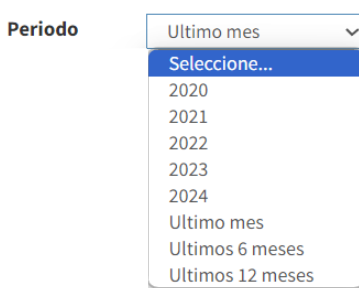 Periodo Ultimo mes
Seleccione...
2020
2021
2022
2023
2024
Ultimo mes
Ultimos 6 meses
Ultimos 12 meses